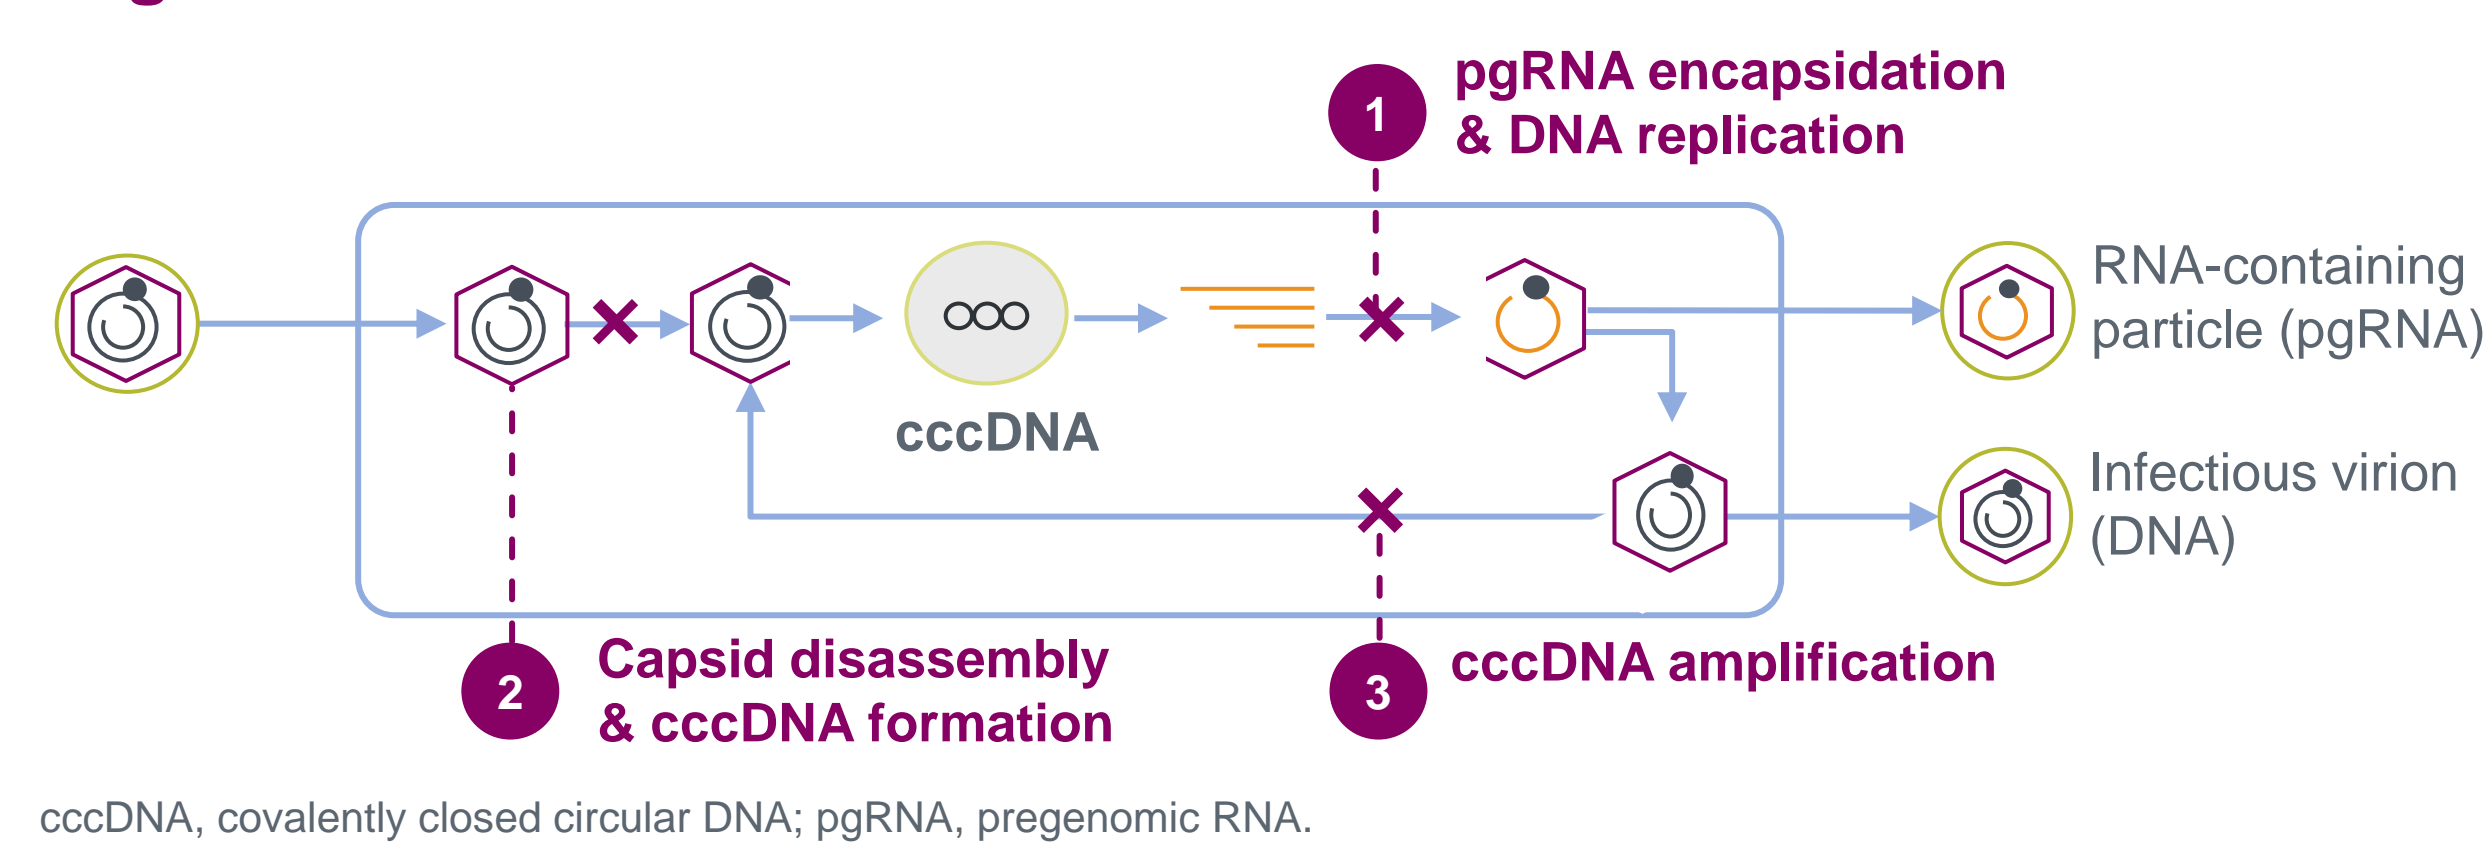 1
pgRNA encapsidation
& DNA replication
RNA-containing
particle (pgRNA)
cccDNA
Infectious virion
(DNA)
2
Capsid disassembly
& cccDNA formation
3
cccDNA amplification
cccDNA, covalently closed circular DNA; pgRNA, pregenomic RNA.